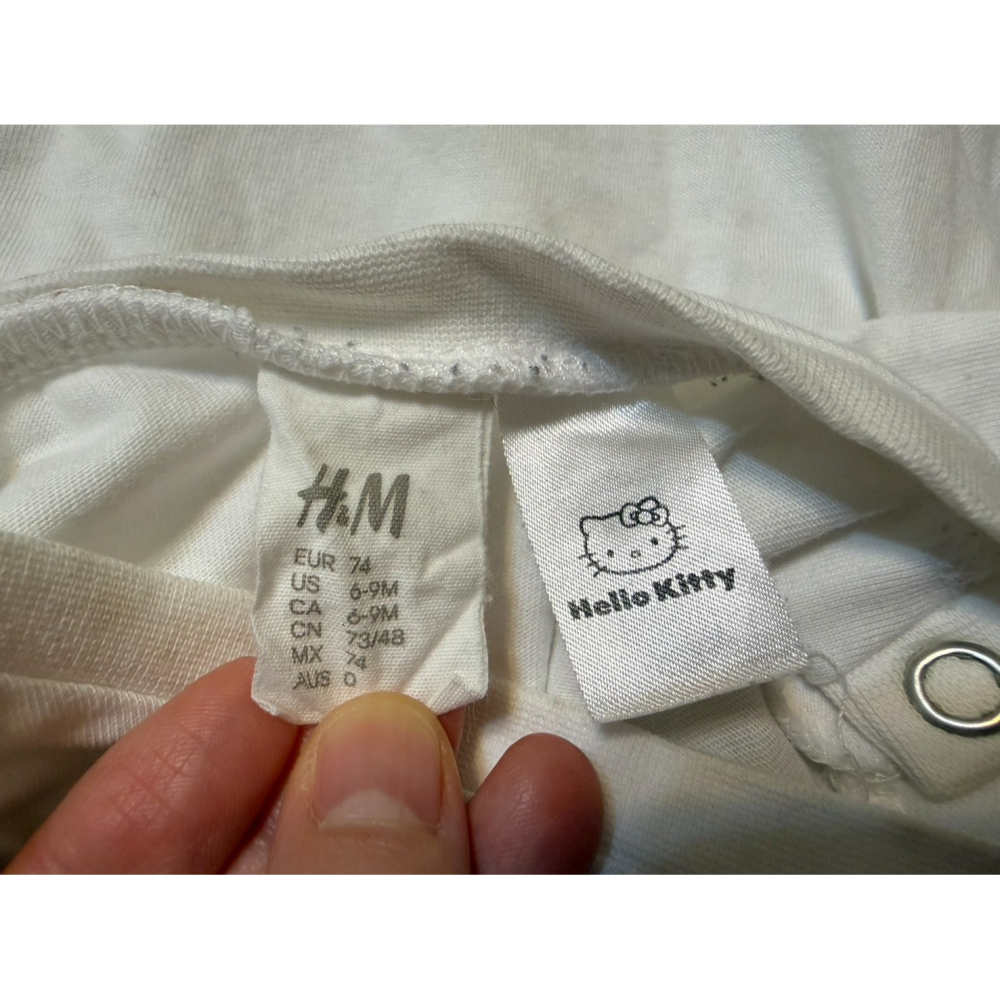 H&M
EUR 74
US 6-9M
CA 6-9M
CN 73/48
MX 74
AUS 0
Hello Kitty